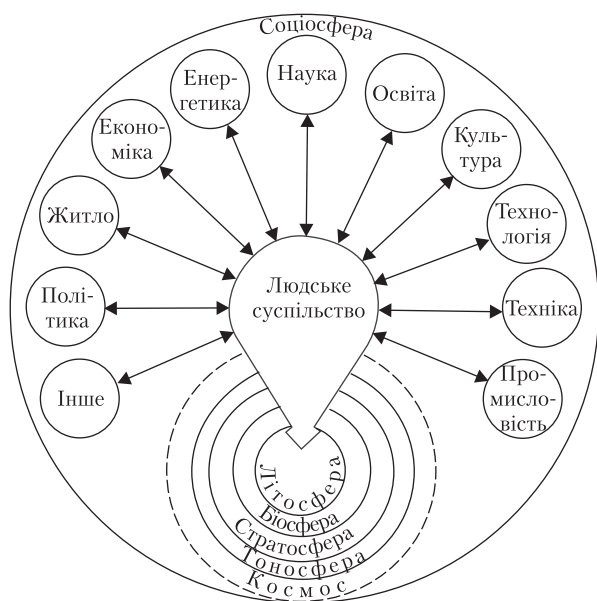 Соціосфера
Наука
Енер-
гетика
Освіта
Еконо-
міка
Куль-
тура
Житло
Техно-
логія
Людське
суспільство
Полі-
тика
Техніка
Інше
Про-
мисло-
вість
Літосфера
Біосфера
Стратосфера
Тоносфера
Космос